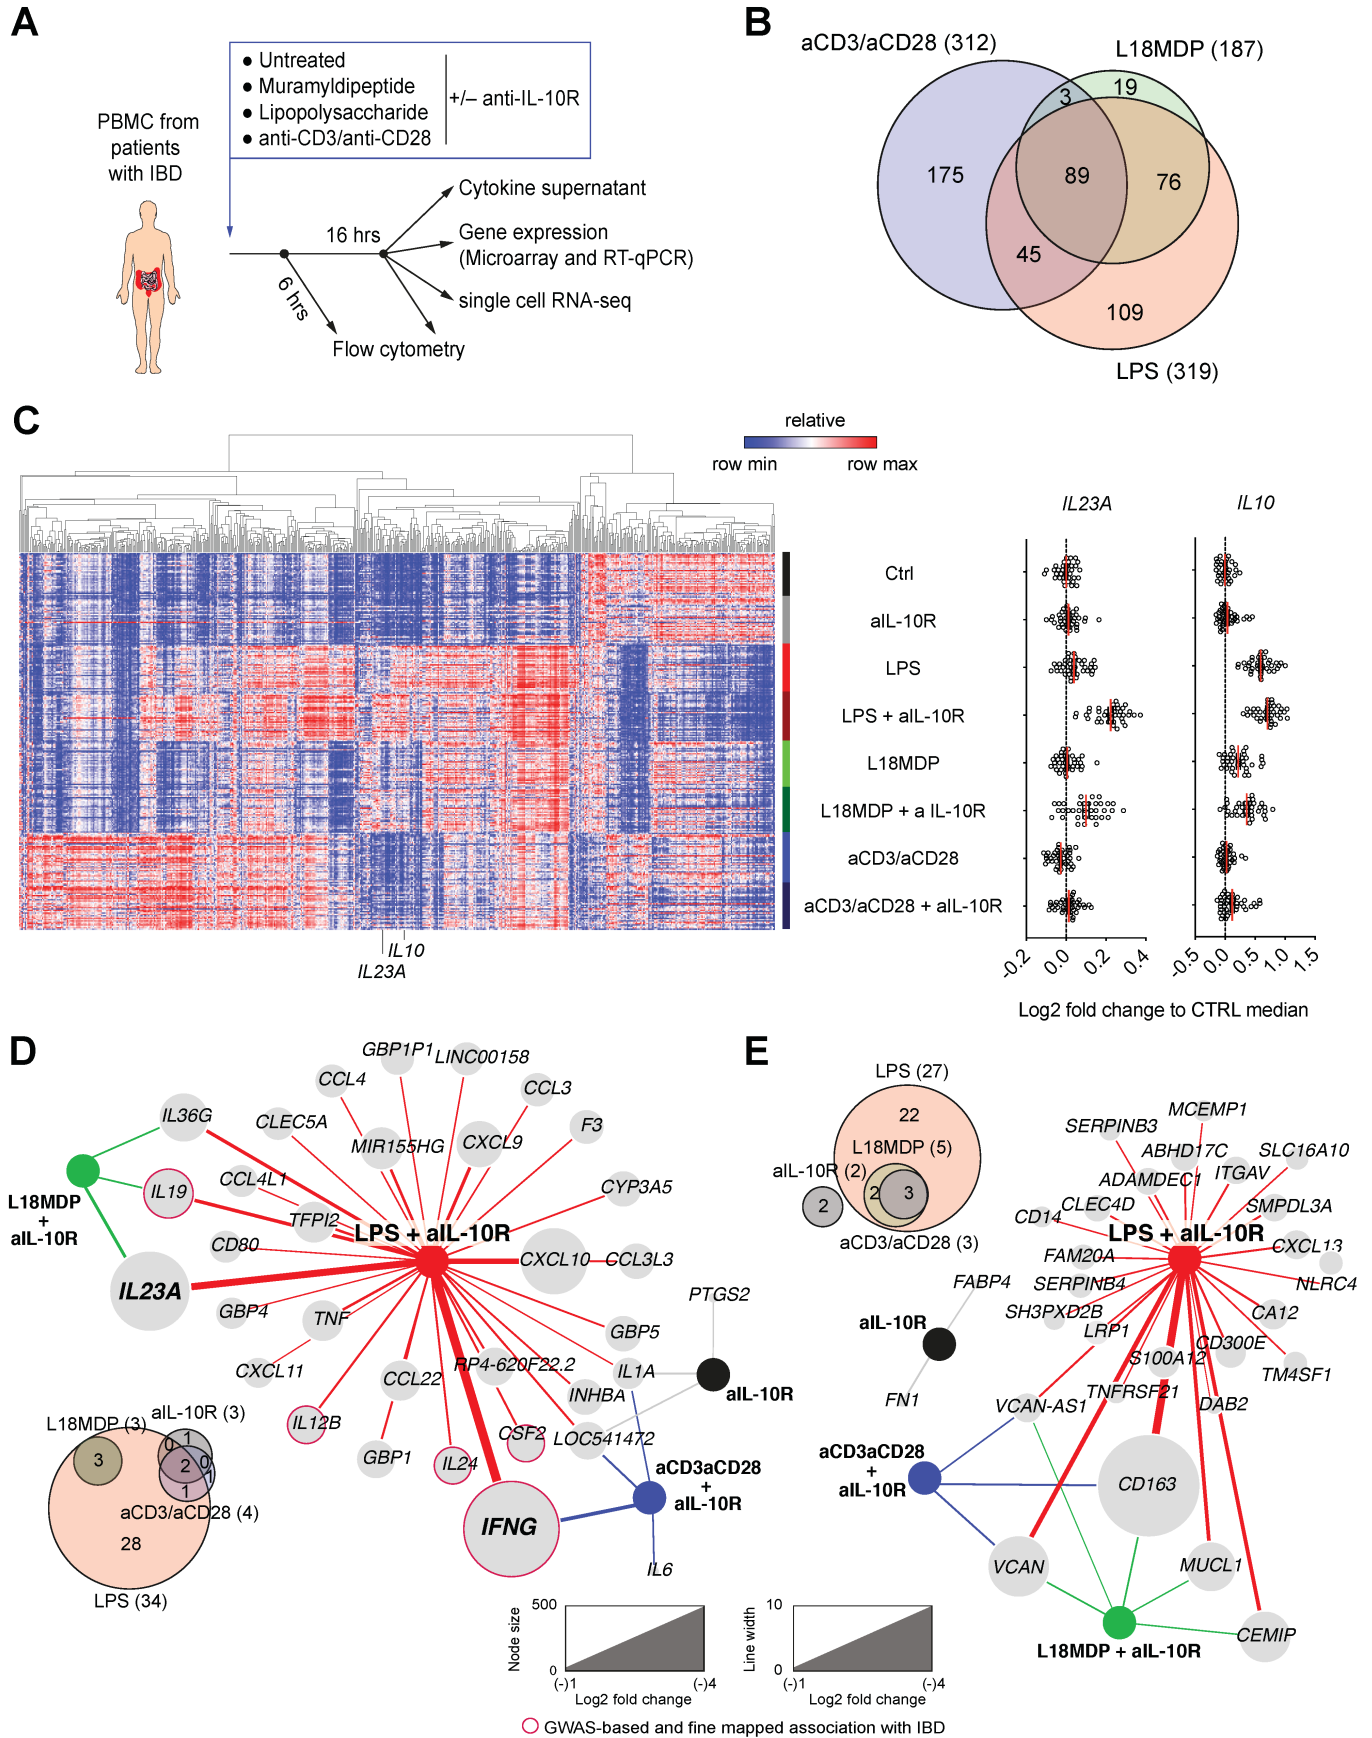 A
● Untreated
● Muramyldipeptide
● Lipopolysaccharide
● anti-CD3/anti-CD28
+/– anti-IL-10R
PBMC from
patients
with IBD
16 hrs
6 hrs
Cytokine supernatant
Gene expression
(Microarray and RT-qPCR)
single cell RNA-seq
Flow cytometry
B
aCD3/aCD28 (312)
L18MDP (187)
3
19
175
89
76
45
109
LPS (319)
C
relative
row min
row max
IL10
IL23A
IL23A
IL10
Ctrl
aIL-10R
LPS
LPS + aIL-10R
L18MDP
L18MDP + a IL-10R
aCD3/aCD28
aCD3/aCD28 + aIL-10R
-0.2
0.0
0.2
0.4
-0.5
0.0
0.5
1.0
1.5
Log2 fold change to CTRL median
D
GBP1P1
LINC00158
CCL4
CCL3
IL36G
CLEC5A
MIR155HG
CXCL9
F3
L18MDP
+
aIL-10R
IL19
CCL4L1
CYP3A5
TFPI2
LPS + aIL-10R
CD80
CXCL10
CCL3L3
IL23A
GBP4
TNF
PTGS2
GBP5
CXCL11
CCL22
RP4-620F22.2
IL1A
INHBA
aIL-10R
IL12B
GBP1
IL24
CSF2
LOC541472
aCD3aCD28
+
aIL-10R
IFNG
IL6
L18MDP (3)
aIL-10R (3)
3
0
1
0
2
1
1
aCD3/aCD28 (4)
28
LPS (34)
Node size
500
0
(-)1
(-)4
Log2 fold change
Line width
10
0
(-)1
(-)4
Log2 fold change
GWAS-based and fine mapped association with IBD
E
LPS (27)
22
L18MDP (5)
aIL-10R (2)
2
2
3
aCD3/aCD28 (3)
MCEMP1
SERPINB3
ABHD17C
SLC16A10
ADAMDEC1
ITGAV
CLEC4D
SMPDL3A
CD14
LPS + aIL-10R
FAM20A
CXCL13
SERPINB4
NLRC4
SH3PXD2B
CA12
LRP1
CD300E
S100A12
TM4SF1
TNFRSF21
DAB2
VCAN-AS1
FABP4
aIL-10R
FN1
aCD3aCD28
+
aIL-10R
CD163
VCAN
MUCL1
CEMIP
L18MDP + aIL-10R